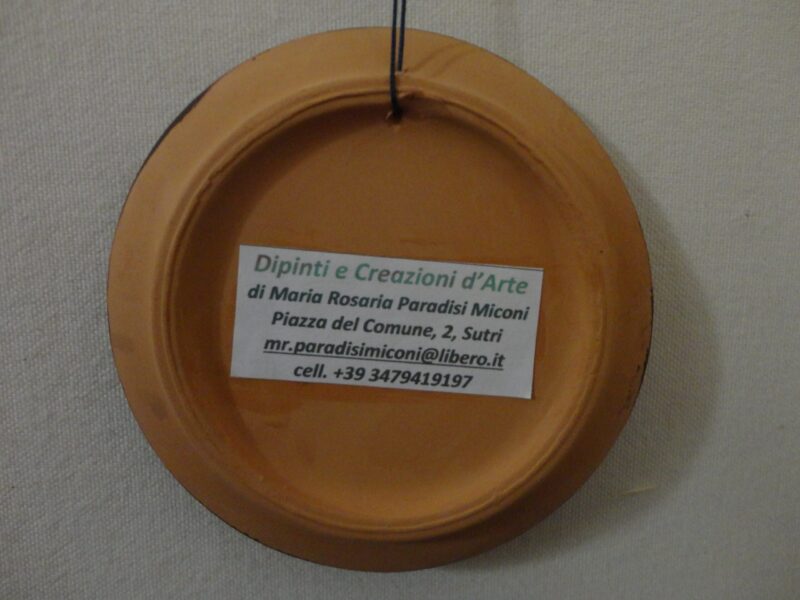 Dipinti e Creazioni d'Arte
di Maria Rosaria Paradisi Miconi
Piazza del Comune, 2, Sutri
mr.paradisimiconi@libero.it
cell. +39 3479419197